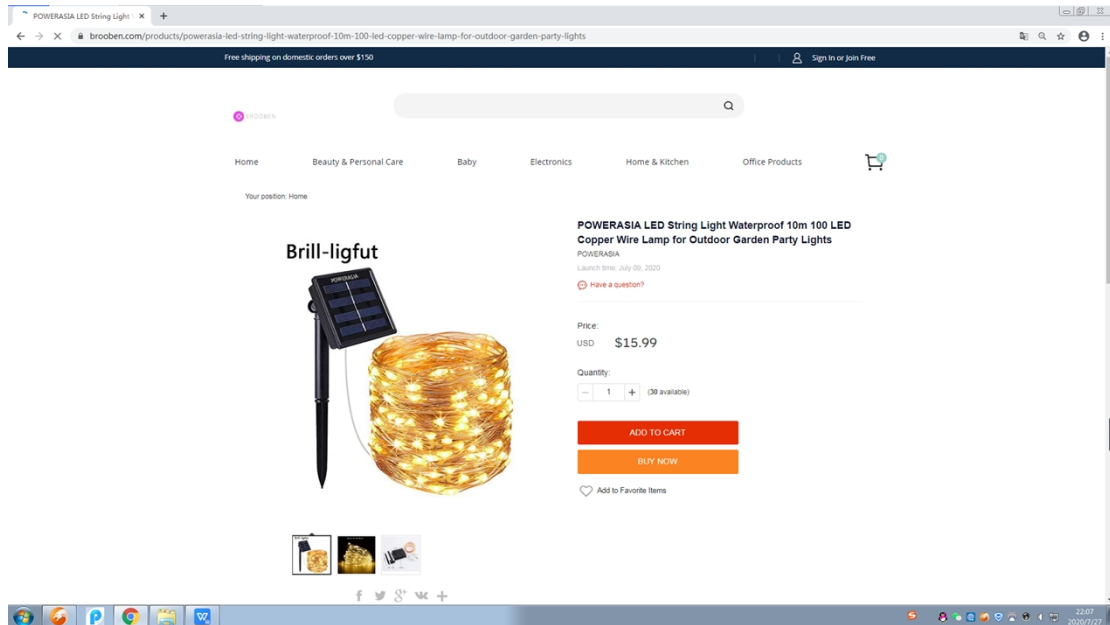 POWERASIA LED String Light
brooben.com/products/powerasia-led-string-light-waterproof-10m-100-led-copper-wire-lamp-for-outdoor-garden-party-lights
Free shipping on domestic orders over $150
Sign In or Join Free
BROOBEN
Home Beauty & Personal Care Baby Electronics Home & Kitchen Office Products
0
Your position: Home
POWERASIA LED String Light Waterproof 10m 100 LED
Copper Wire Lamp for Outdoor Garden Party Lights
POWERASIA
Launch time: July 09, 2020
Have a question?
Brill-ligfut
POWERASIA
Price:
USD $15.99
Quantity:
1 (30 available)
ADD TO CART
BUY NOW
Add to Favorite Items
22:07
2020/7/27